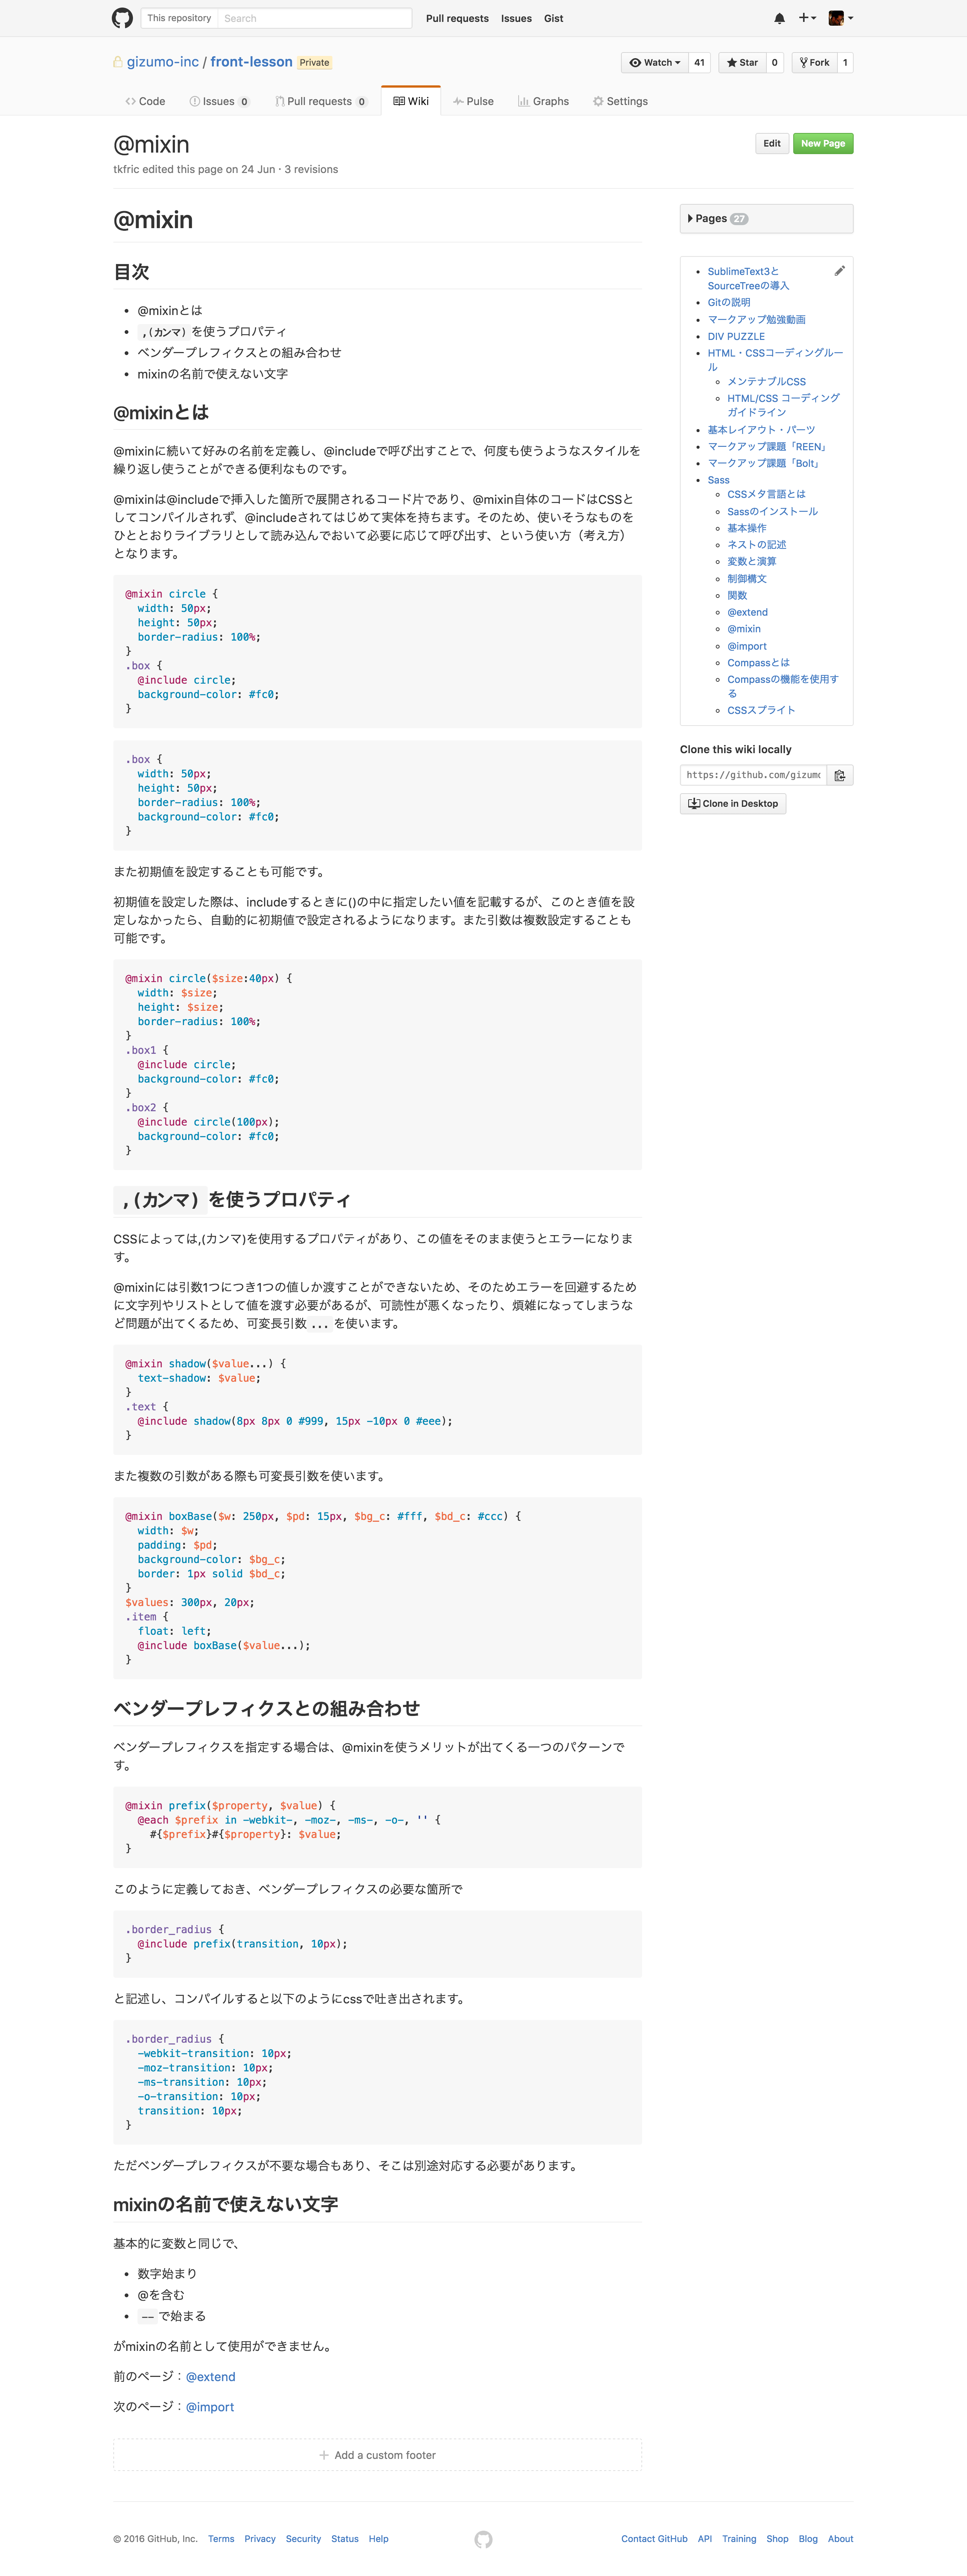 This repository Search Pull requests Issues Gist
gizumo-inc / front-lesson Private Watch 41 Star 0 Fork 1
Code Issues 0 Pull requests 0 Wiki Pulse Graphs Settings
@mixin
Edit New Page
tkfric edited this page on 24 Jun · 3 revisions
@mixin
目次
@mixinとは
,(カンマ)を使うプロパティ
ベンダープレフィクスとの組み合わせ
mixinの名前で使えない文字
@mixinとは
@mixinに続いて好みの名前を定義し、@includeで呼び出すことで、何度も使うようなスタイルを
繰り返し使うことができる便利なものです。
@mixinは@includeで挿入した箇所で展開されるコード片であり、@mixin自体のコードはCSSと
してコンパイルされず、@includeされてはじめて実体を持ちます。そのため、使いそうなものを
ひととおりライブラリとして読み込んでおいて必要に応じて呼び出す、という使い方（考え方）
となります。
@mixin circle {
  width: 50px;
  height: 50px;
  border-radius: 100%;
}
.box {
  @include circle;
  background-color: #fc0;
}
.box {
  width: 50px;
  height: 50px;
  border-radius: 100%;
  background-color: #fc0;
}
また初期値を設定することも可能です。
初期値を設定した際は、includeするときに()の中に指定したい値を記載するが、このとき値を設
定しなかったら、自動的に初期値で設定されるようになります。また引数は複数設定することも
可能です。
@mixin circle($size:40px) {
  width: $size;
  height: $size;
  border-radius: 100%;
}
.box1 {
  @include circle;
  background-color: #fc0;
}
.box2 {
  @include circle(100px);
  background-color: #fc0;
}
,(カンマ)を使うプロパティ
CSSによっては,(カンマ)を使用するプロパティがあり、この値をそのまま使うとエラーになりま
す。
@mixinには引数1つにつき1つの値しか渡すことができないため、そのためエラーを回避するため
に文字列やリストとして値を渡す必要があるが、可読性が悪くなったり、煩雑になってしまうな
ど問題が出てくるため、可変長引数 ... を使います。
@mixin shadow($value...) {
  text-shadow: $value;
}
.text {
  @include shadow(8px 8px 0 #999, 15px -10px 0 #eee);
}
また複数の引数がある際も可変長引数を使います。
@mixin boxBase($w: 250px, $pd: 15px, $bg_c: #fff, $bd_c: #ccc) {
  width: $w;
  padding: $pd;
  background-color: $bg_c;
  border: 1px solid $bd_c;
}
$values: 300px, 20px;
.item {
  float: left;
  @include boxBase($value...);
}
ベンダープレフィクスとの組み合わせ
ベンダープレフィクスを指定する場合は、@mixinを使うメリットが出てくる一つのパターンで
す。
@mixin prefix($property, $value) {
  @each $prefix in -webkit-, -moz-, -ms-, -o-, '' {
    #{$prefix}#{$property}: $value;
}
このように定義しておき、ベンダープレフィクスの必要な箇所で
.border_radius {
  @include prefix(transition, 10px);
}
と記述し、コンパイルすると以下のようにcssで吐き出されます。
.border_radius {
  -webkit-transition: 10px;
  -moz-transition: 10px;
  -ms-transition: 10px;
  -o-transition: 10px;
  transition: 10px;
}
ただベンダープレフィクスが不要な場合もあり、そこは別途対応する必要があります。
mixinの名前で使えない文字
基本的に変数と同じで、
数字始まり
@を含む
--で始まる
がmixinの名前として使用ができません。
前のページ：@extend
次のページ：@import
Add a custom footer
Pages 27
SublimeText3と
SourceTreeの導入
Gitの説明
マークアップ勉強動画
DIV PUZZLE
HTML・CSSコーディングルー
ル
メンテナブルCSS
HTML/CSS コーディング
ガイドライン
基本レイアウト・パーツ
マークアップ課題「REEN」
マークアップ課題「Bolt」
Sass
CSSメタ言語とは
Sassのインストール
基本操作
ネストの記述
変数と演算
制御構文
関数
@extend
@mixin
@import
Compassとは
Compassの機能を使用す
る
CSSスプライト
Clone this wiki locally
https://github.com/gizumo
Clone in Desktop
© 2016 GitHub, Inc. Terms Privacy Security Status Help Contact GitHub API Training Shop Blog About